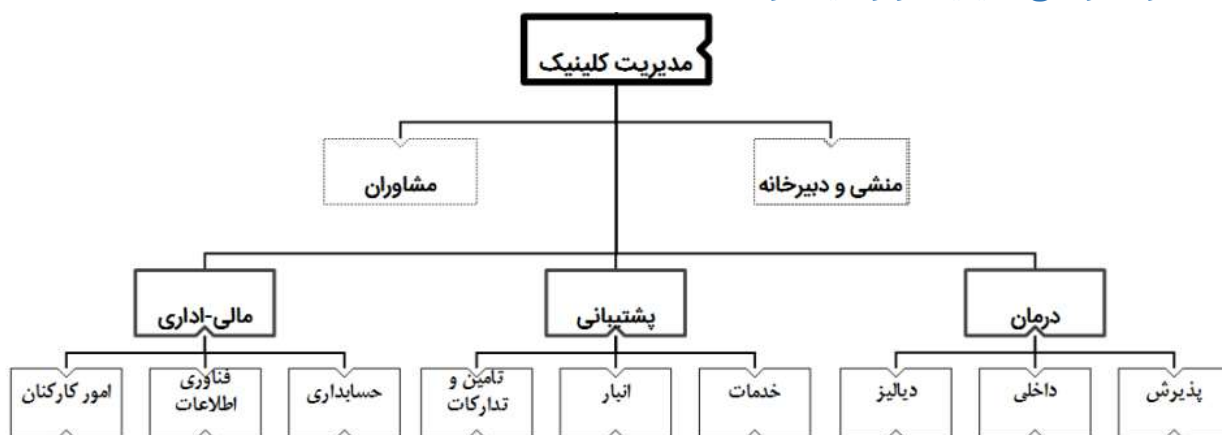 مدیریت کلینیک
منشی و دبیرخانه
مشاوران
درمان
پشتیبانی
مالی-اداری
پذیرش
داخلی
دیالیز
خدمات
انبار
تامین و
تدارکات
حسابداری
فناوری
اطلاعات
امور کارکنان